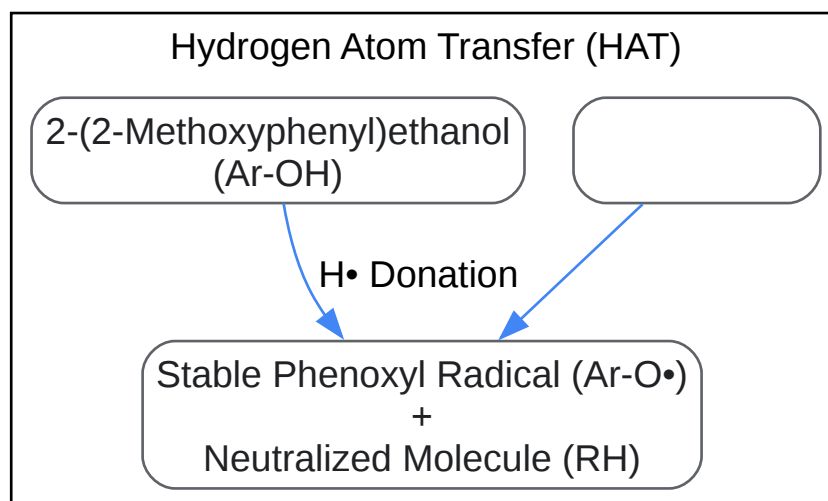 Hydrogen Atom Transfer (HAT)
2-(2-Methoxyphenyl)ethanol
(Ar-OH)
H• Donation
Stable Phenoxyl Radical (Ar-O•)
+
Neutralized Molecule (RH)